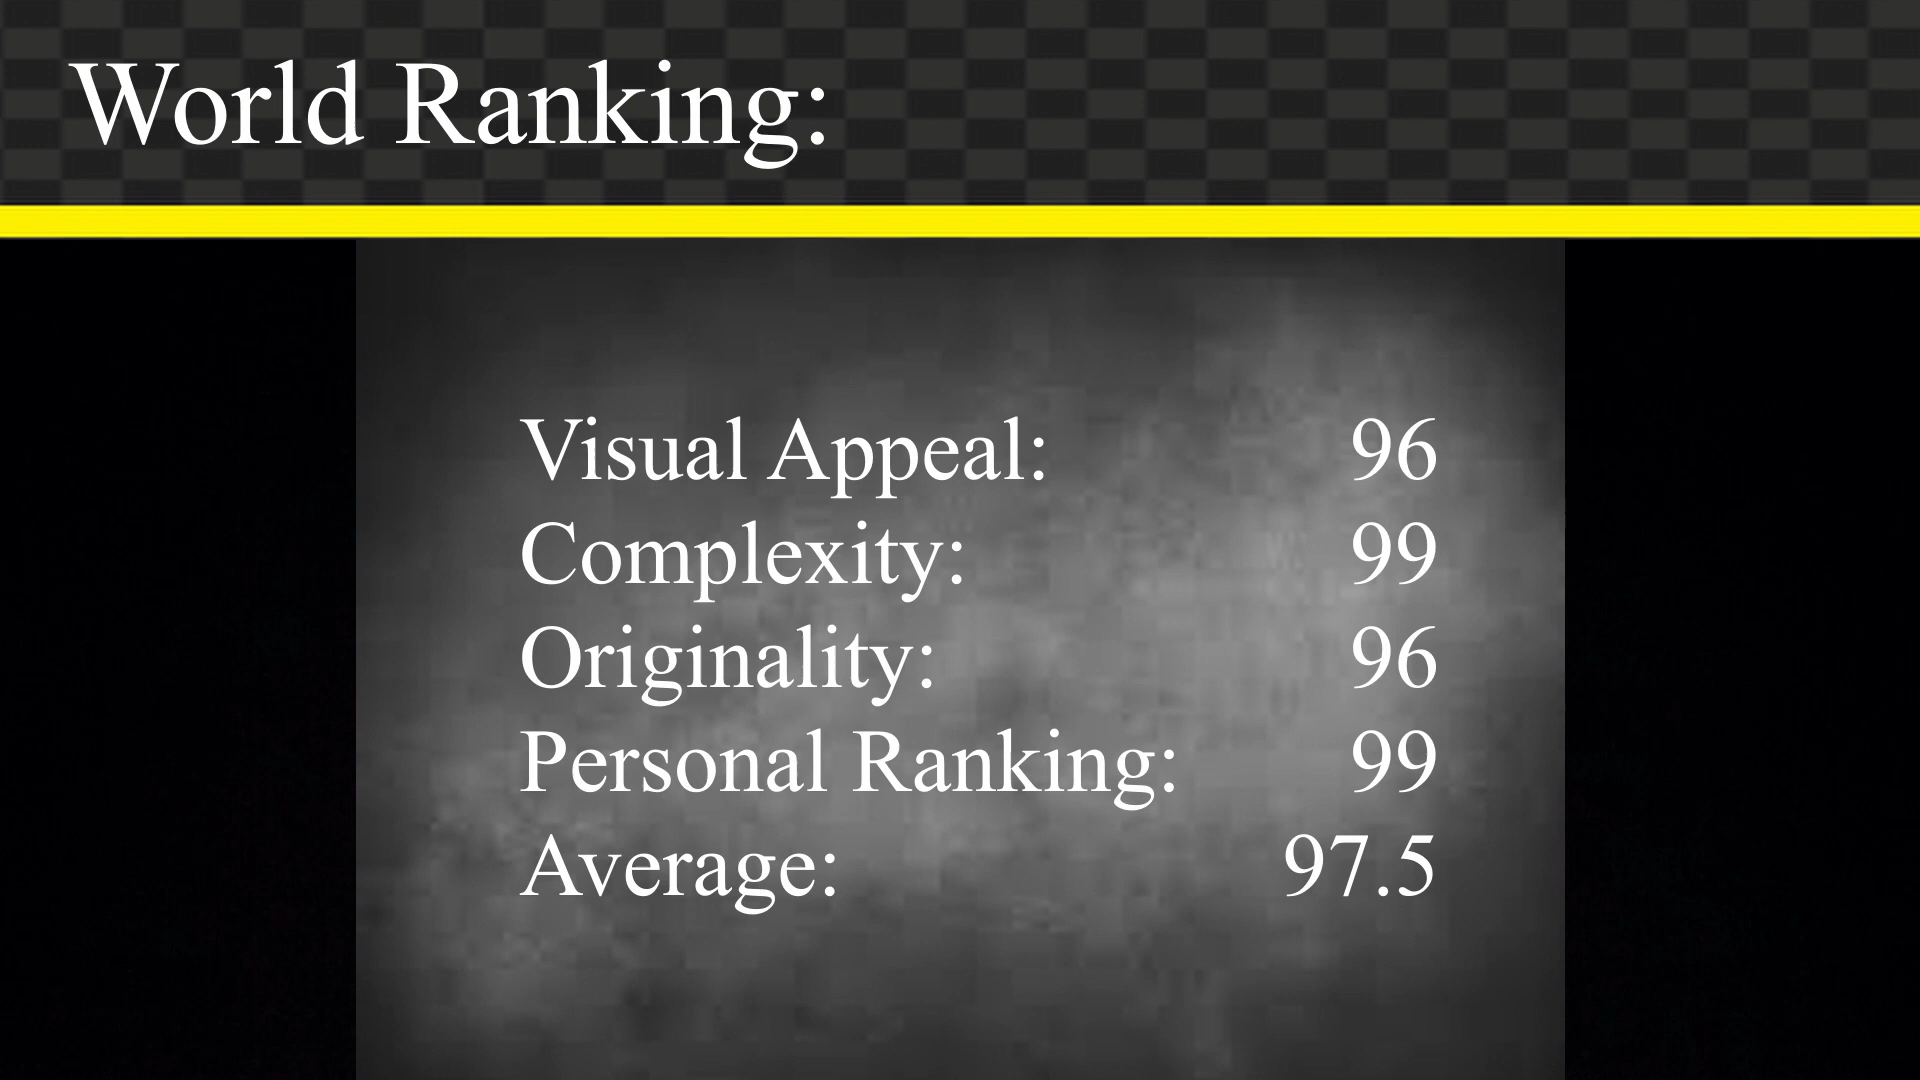 World Ranking:
Visual Appeal: 96
Complexity: 99
Originality: 96
Personal Ranking: 99
Average: 97.5